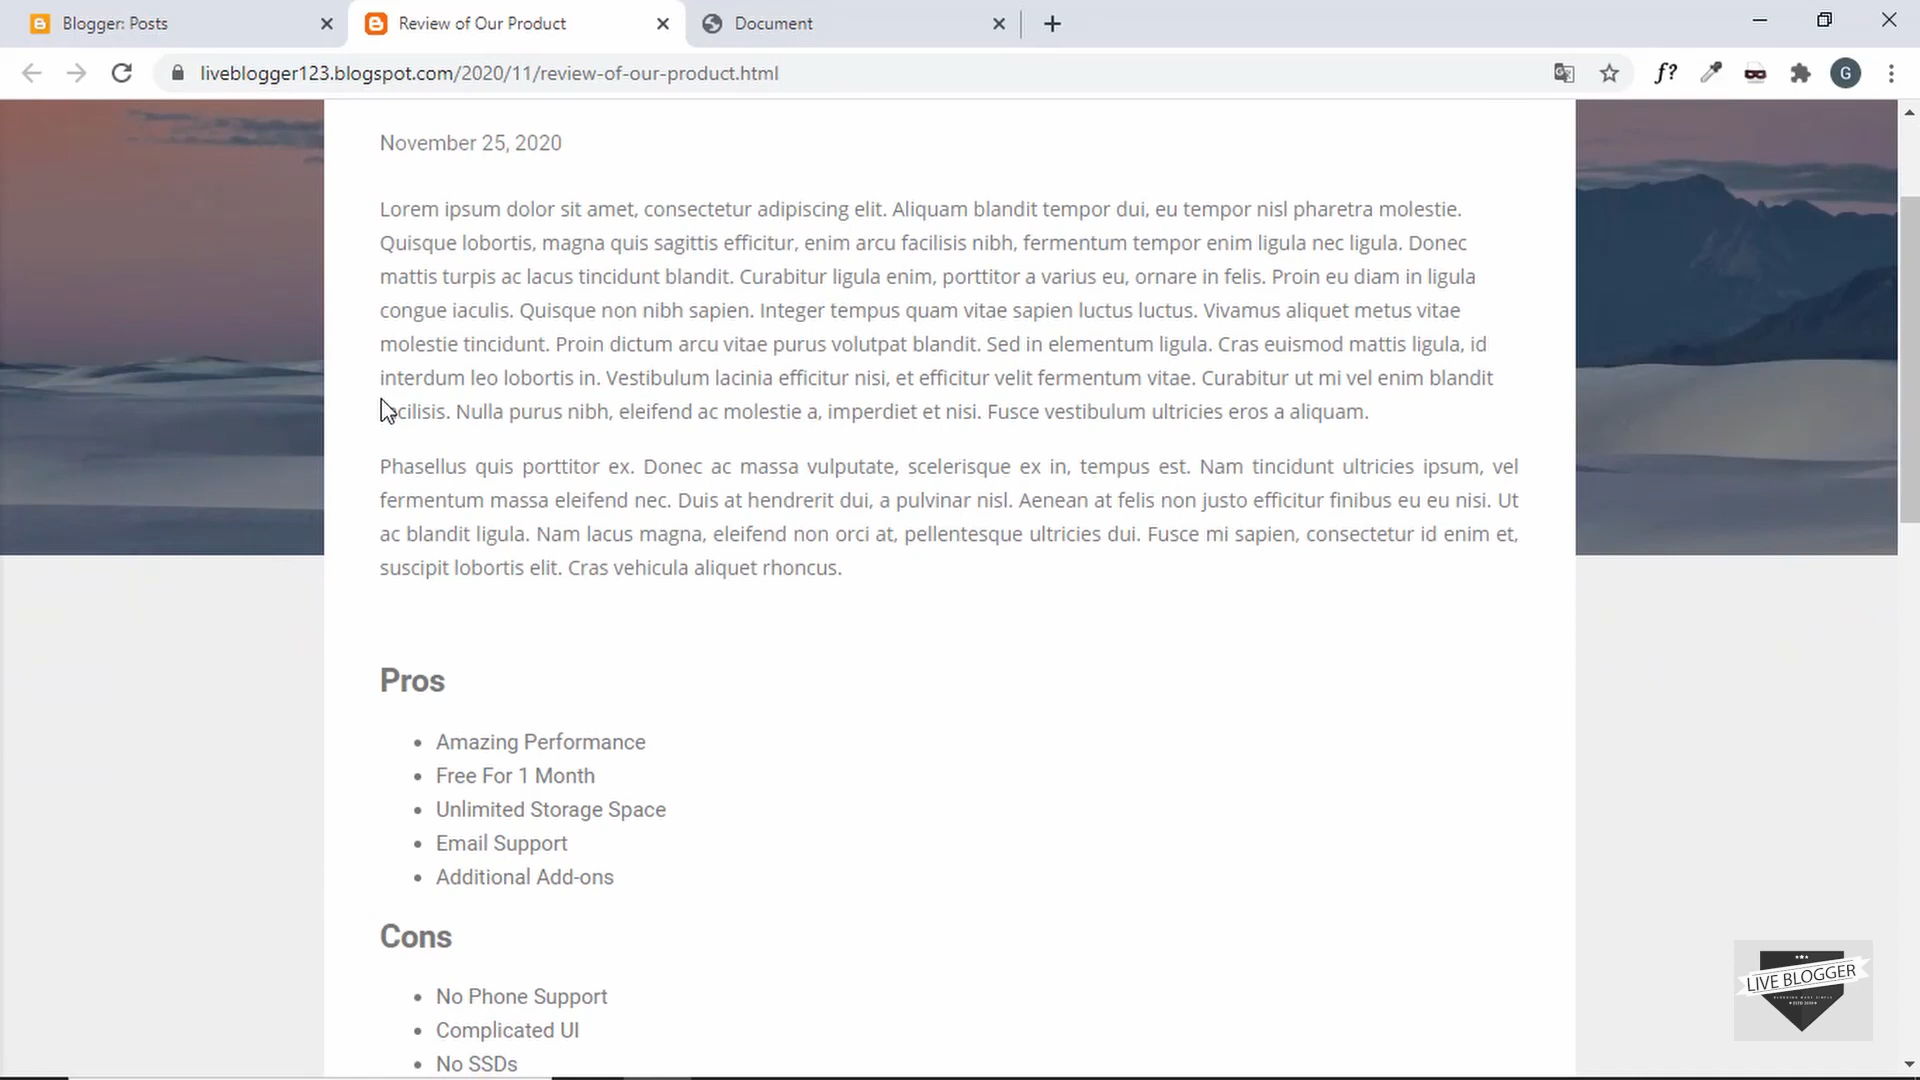 Blogger: Posts
Review of Our Product
Document
liveblogger123.blogspot.com/2020/11/review-of-our-product.html
f?
G
November 25, 2020
Lorem ipsum dolor sit amet, consectetur adipiscing elit. Aliquam blandit tempor dui, eu tempor nisl pharetra molestie.
Quisque lobortis, magna quis sagittis efficitur, enim arcu facilisis nibh, fermentum tempor enim ligula nec ligula. Donec
mattis turpis ac lacus tincidunt blandit. Curabitur ligula enim, porttitor a varius eu, ornare in felis. Proin eu diam in ligula
congue iaculis. Quisque non nibh sapien. Integer tempus quam vitae sapien luctus luctus. Vivamus aliquet metus vitae
molestie tincidunt. Proin dictum arcu vitae purus volutpat blandit. Sed in elementum ligula. Cras euismod mattis ligula, id
interdum leo lobortis in. Vestibulum lacinia efficitur nisi, et efficitur velit fermentum vitae. Curabitur ut mi vel enim blandit
facilisis. Nulla purus nibh, eleifend ac molestie a, imperdiet et nisi. Fusce vestibulum ultricies eros a aliquam.
Phasellus quis porttitor ex. Donec ac massa vulputate, scelerisque ex in, tempus est. Nam tincidunt ultricies ipsum, vel
fermentum massa eleifend nec. Duis at hendrerit dui, a pulvinar nisl. Aenean at felis non justo efficitur finibus eu eu nisi. Ut
ac blandit ligula. Nam lacus magna, eleifend non orci at, pellentesque ultricies dui. Fusce mi sapien, consectetur id enim et,
suscipit lobortis elit. Cras vehicula aliquet rhoncus.
Pros
• Amazing Performance
• Free For 1 Month
• Unlimited Storage Space
• Email Support
• Additional Add-ons
Cons
• No Phone Support
• Complicated UI
• No SSDs
LIVE BLOGGER